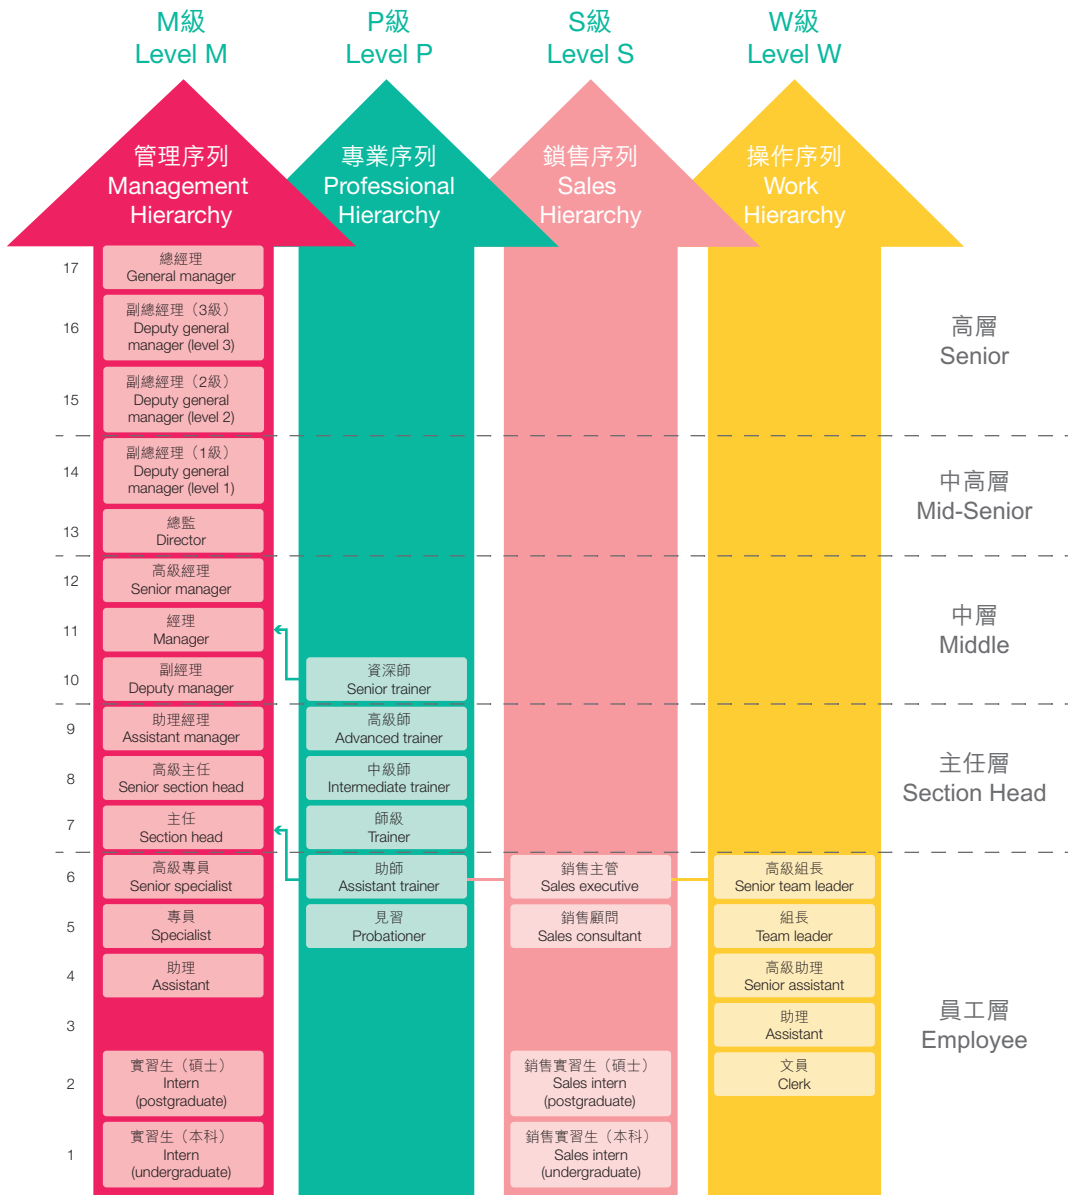 M級
Level M
P級
Level P
S級
Level S
W級
Level W
管理序列
Management
Hierarchy
專業序列
Professional
Hierarchy
鎖售序列
Sales
Hierarchy
操作序列
Work
Hierarchy
17
總經理
General manager
16
副總經理（3級）
Deputy general
manager (level 3)
高層
Senior
15
副總經理（2級）
Deputy general
manager (level 2)
14
副總經理（1級）
Deputy general
manager (level 1)
中高層
Mid-Senior
13
總監
Director
12
高級經理
Senior manager
11
經理
Manager
中層
Middle
10
副經理
Deputy manager
資深師
Senior trainer
9
助理經理
Assistant manager
高級師
Advanced trainer
8
高級主任
Senior section head
中級師
Intermediate trainer
主任層
Section Head
7
主任
Section head
師級
Trainer
6
高級專員
Senior specialist
助師
Assistant trainer
銷售主管
Sales executive
高級組長
Senior team leader
5
專員
Specialist
見習
Probationer
銷售顧問
Sales consultant
組長
Team leader
4
助理
Assistant
高級助理
Senior assistant
3
助理
Assistant
員工層
Employee
2
實習生（碩士）
Intern
(postgraduate)
銷售實習生（碩士）
Sales intern
(postgraduate)
文員
Clerk
1
實習生（本科）
Intern
(undergraduate)
銷售實習生（本科）
Sales intern
(undergraduate)